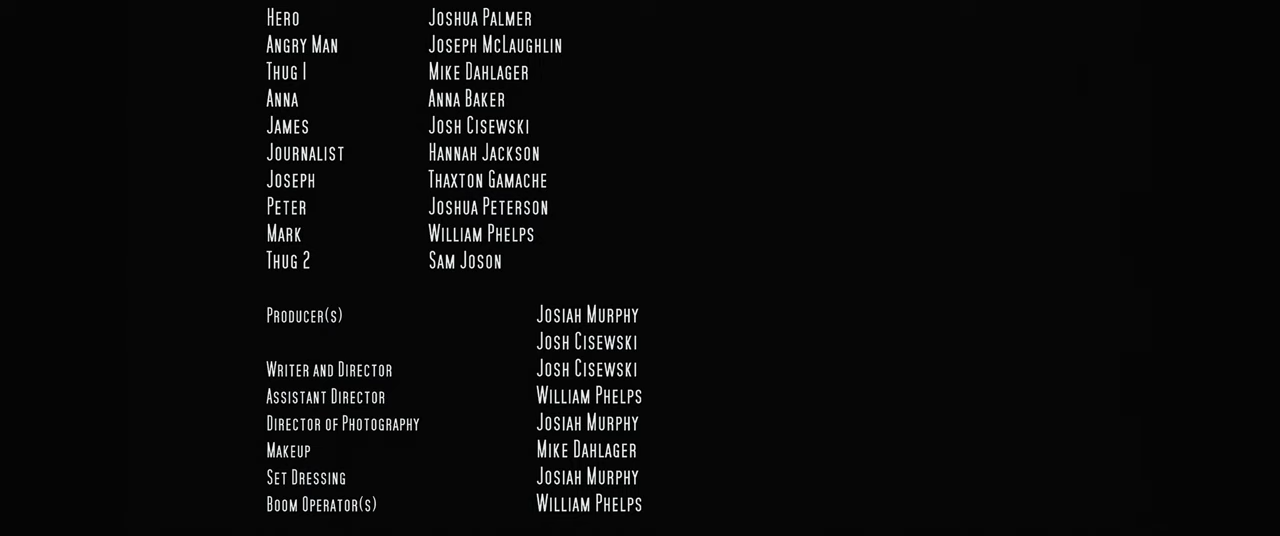 Hero Joshua Palmer
Angry Man Joseph McLaughlin
Thug 1 Mike Dahlager
Anna Anna Baker
James Josh Cisewski
Journalist Hannah Jackson
Joseph Thaxton Gamache
Peter Joshua Peterson
Mark William Phelps
Thug 2 Sam Joson
Producer(s) Josiah Murphy
Josh Cisewski
Writer and Director Josh Cisewski
Assistant Director William Phelps
Director of Photography Josiah Murphy
Makeup Mike Dahlager
Set Dressing Josiah Murphy
Boom Operator(s) William Phelps